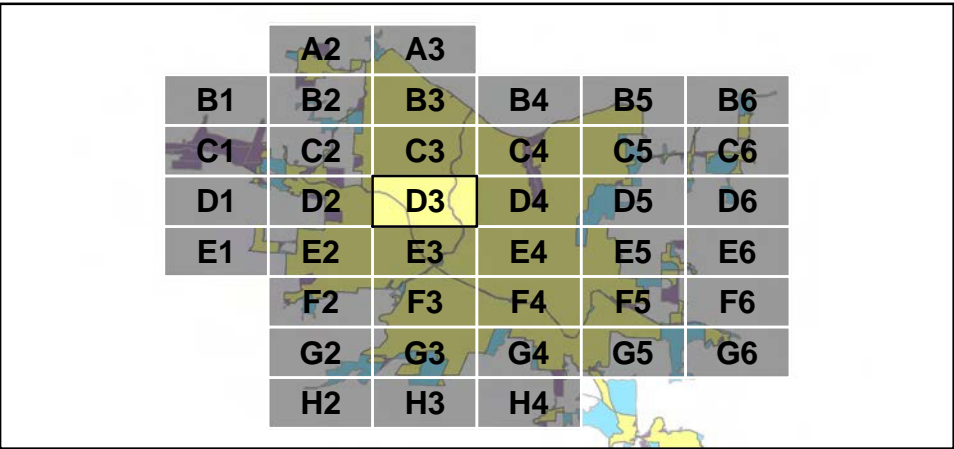 A2 A3
B1 B2 B3 B4 B5 B6
C1 C2 C3 C4 C5 C6
D1 D2 D3 D4 D5 D6
E1 E2 E3 E4 E5 E6
F2 F3 F4 F5 F6
G2 G3 G4 G5 G6
H2 H3 H4